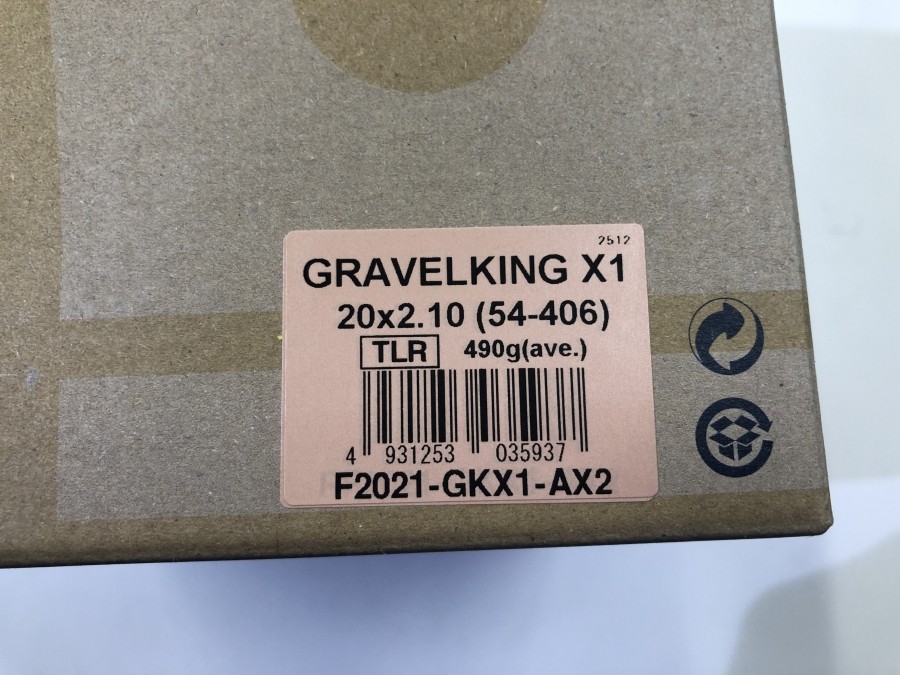 2512
GRAVELKING X1
20x2.10 (54-406)
TLR 490g(ave.)
4 931253 035937
F2021-GKX1-AX2